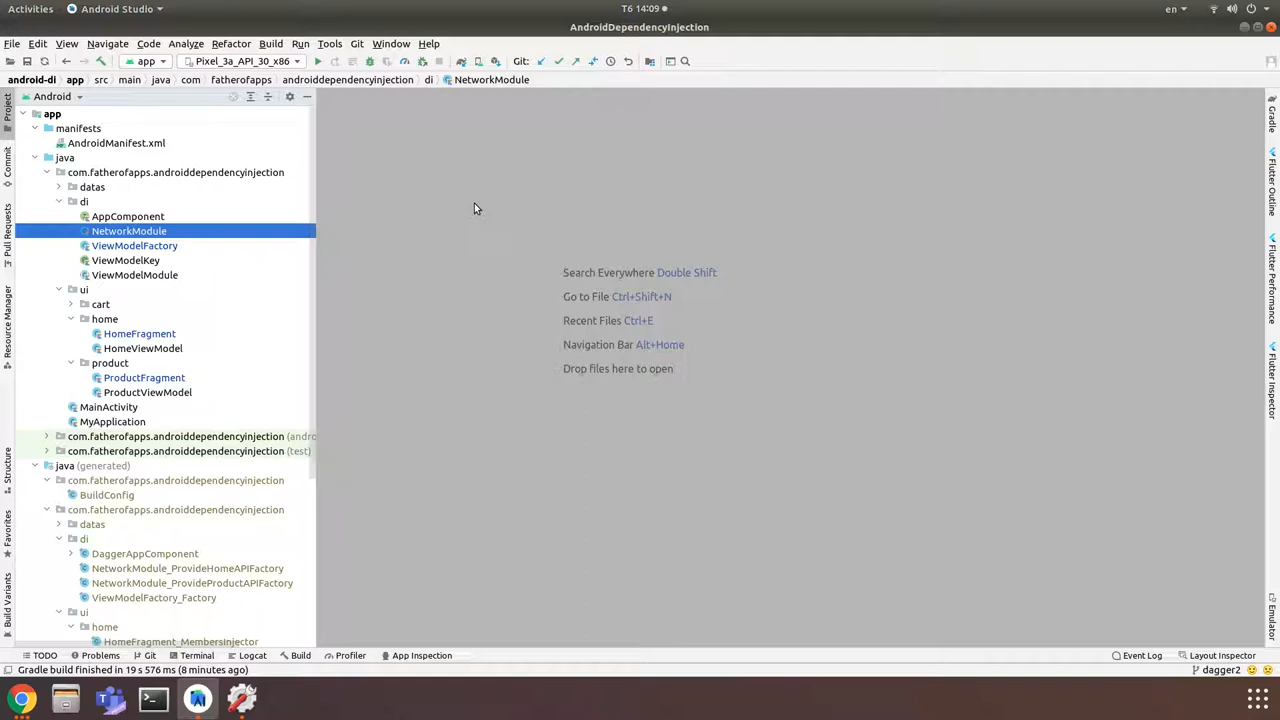 Activities Android Studio T6 14:09 en
AndroidDependencyInjection
File Edit View Navigate Code Analyze Refactor Build Run Tools Git Window Help
app Pixel_3a_API_30_x86 Git:
android-di app src main java com fatherofapps androiddependencyinjection di NetworkModule
Android
app
manifests
AndroidManifest.xml
java
com.fatherofapps.androiddependencyinjection
datas
di
AppComponent
NetworkModule
ViewModelFactory
ViewModelKey
ViewModelModule
ui
cart
home
HomeFragment
HomeViewModel
product
ProductFragment
ProductViewModel
MainActivity
MyApplication
com.fatherofapps.androiddependencyinjection (andro
com.fatherofapps.androiddependencyinjection (test)
java (generated)
com.fatherofapps.androiddependencyinjection
BuildConfig
com.fatherofapps.androiddependencyinjection
datas
di
DaggerAppComponent
NetworkModule_ProvideHomeAPIFactory
NetworkModule_ProvideProductAPIFactory
ViewModelFactory_Factory
ui
home
HomeFragment_MembersInjector
Search Everywhere Double Shift
Go to File Ctrl+Shift+N
Recent Files Ctrl+E
Navigation Bar Alt+Home
Drop files here to open
Project
Commit
Pull Requests
Resource Manager
Structure
Favorites
Build Variants
Gradle
Flutter Outline
Flutter Performance
Flutter Inspector
Emulator
TODO Problems Git Terminal Logcat Build Profiler App Inspection Event Log Layout Inspector
Gradle build finished in 19 s 576 ms (8 minutes ago) dagger2